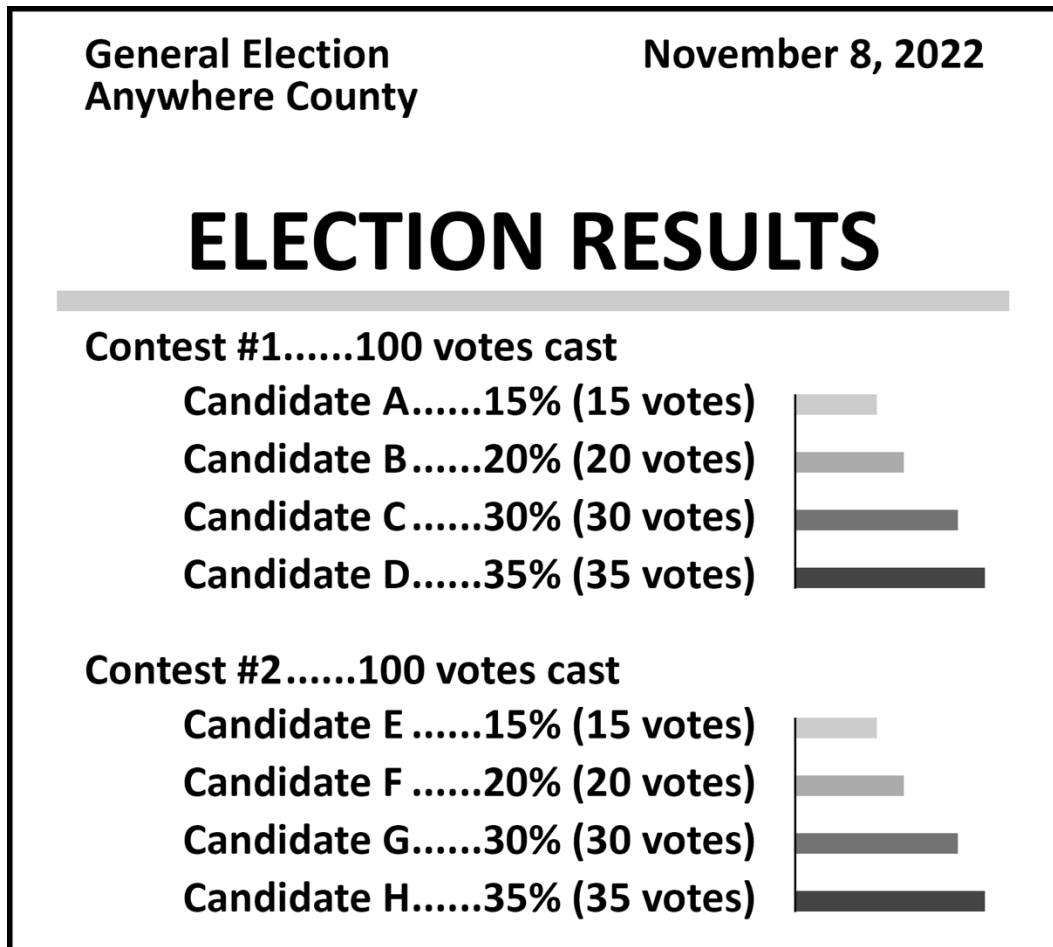 General Election
Anywhere County
November 8, 2022
ELECTION RESULTS
Contest #1......100 votes cast
Candidate A......15% (15 votes)
Candidate B......20% (20 votes)
Candidate C......30% (30 votes)
Candidate D......35% (35 votes)
Contest #2......100 votes cast
Candidate E......15% (15 votes)
Candidate F......20% (20 votes)
Candidate G......30% (30 votes)
Candidate H......35% (35 votes)